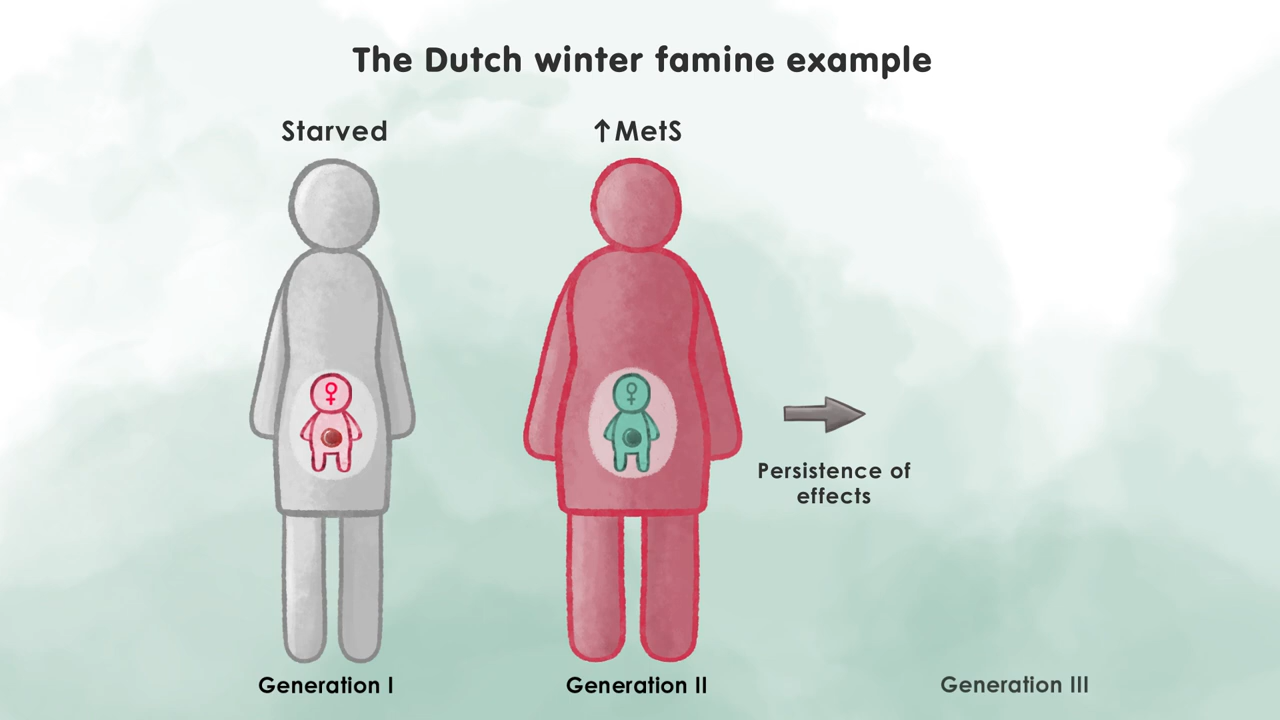 The Dutch winter famine example
Starved
↑MetS
Persistence of
effects
Generation I
Generation II
Generation III